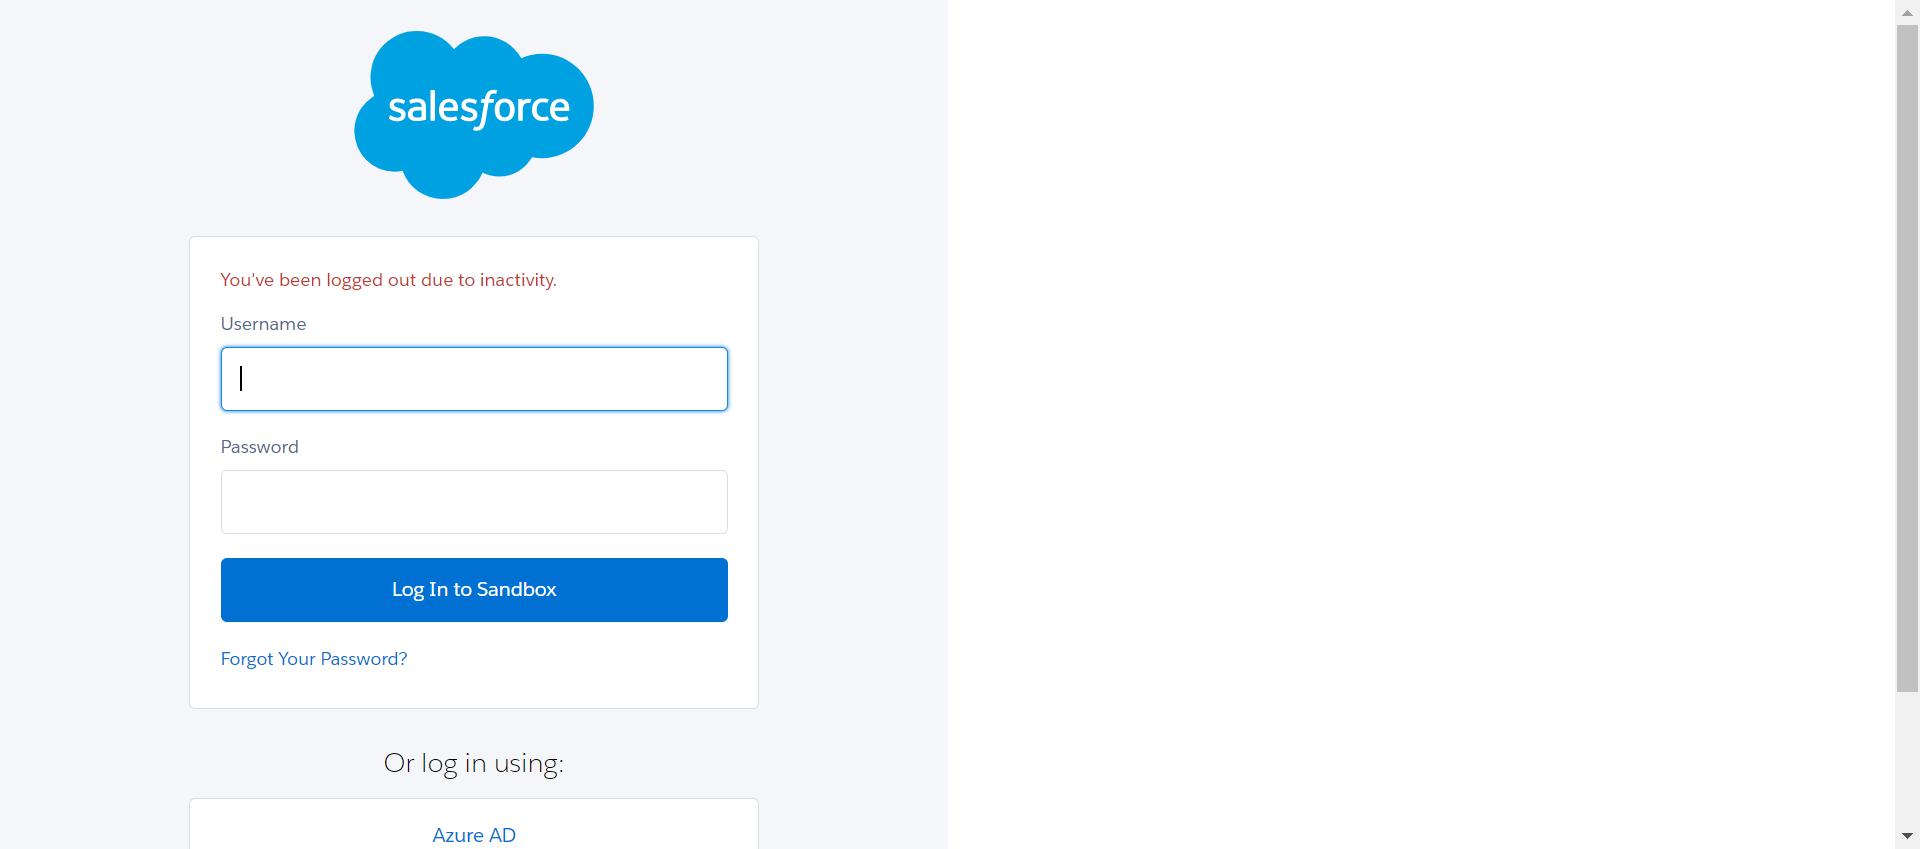 salesforce
You've been logged out due to inactivity.
Username
Password
Log In to Sandbox
Forgot Your Password?
Or log in using:
Azure AD